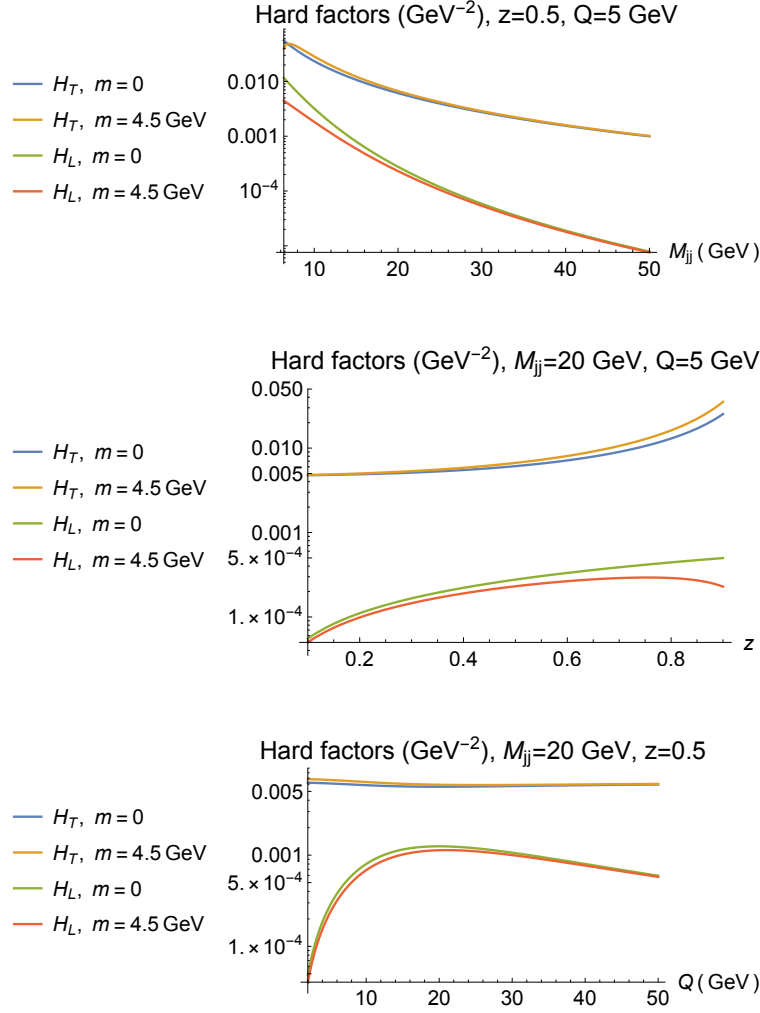 Hard factors (GeV⁻²), z=0.5, Q=5 GeV
H_T, m = 0
H_T, m = 4.5 GeV
H_L, m = 0
H_L, m = 4.5 GeV
0.010
0.001
10⁻⁴
10 20 30 40 50
M_jj (GeV)
Hard factors (GeV⁻²), M_jj=20 GeV, Q=5 GeV
H_T, m = 0
H_T, m = 4.5 GeV
H_L, m = 0
H_L, m = 4.5 GeV
0.050
0.010
0.005
0.001
5. × 10⁻⁴
1. × 10⁻⁴
0.2 0.4 0.6 0.8
z
Hard factors (GeV⁻²), M_jj=20 GeV, z=0.5
H_T, m = 0
H_T, m = 4.5 GeV
H_L, m = 0
H_L, m = 4.5 GeV
0.005
0.001
5. × 10⁻⁴
1. × 10⁻⁴
10 20 30 40 50
Q (GeV)